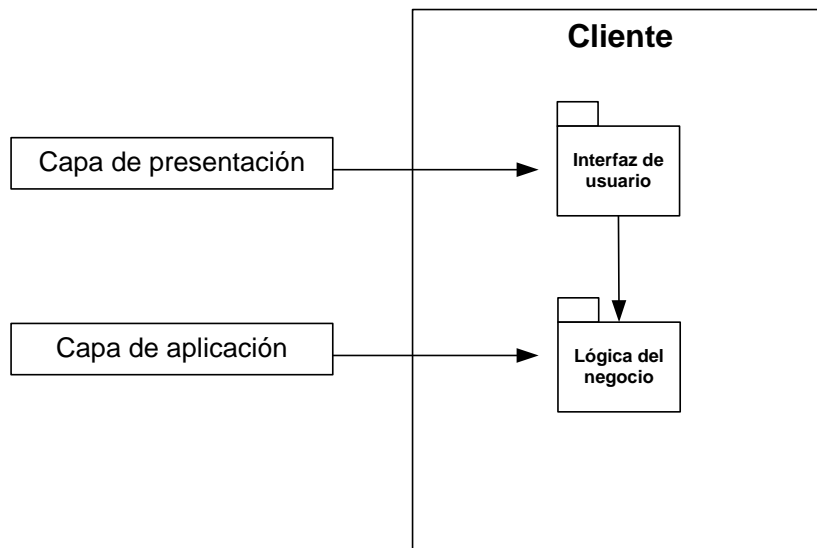 Cliente
Capa de presentación
Interfaz de
usuario
Capa de aplicación
Lógica del
negocio